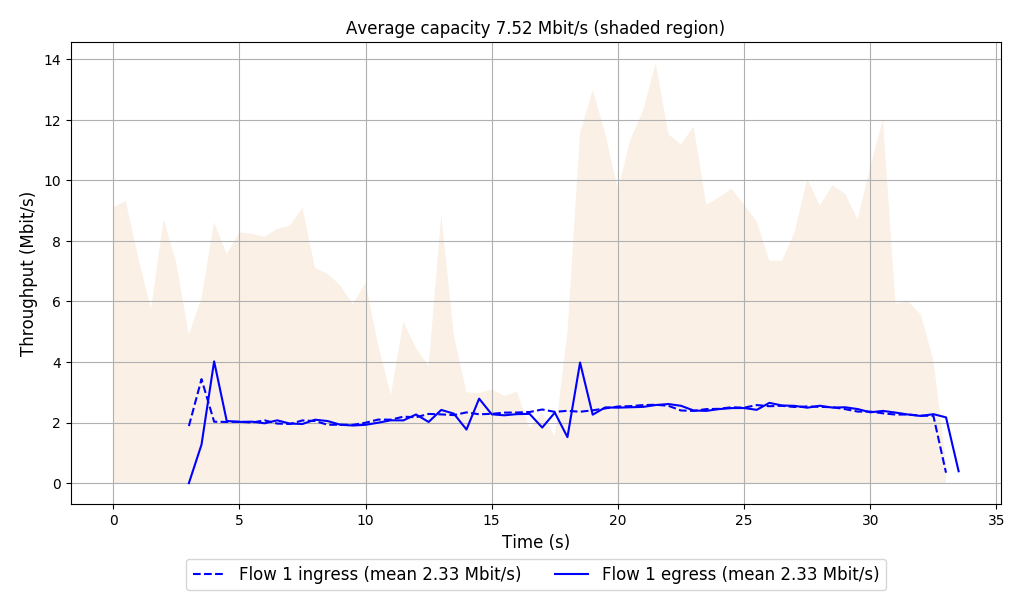 Average capacity 7.52 Mbit/s (shaded region)
Throughput (Mbit/s)
14
12
10
8
6
4
2
0
0 5 10 15 20 25 30 35
Time (s)
Flow 1 ingress (mean 2.33 Mbit/s) Flow 1 egress (mean 2.33 Mbit/s)